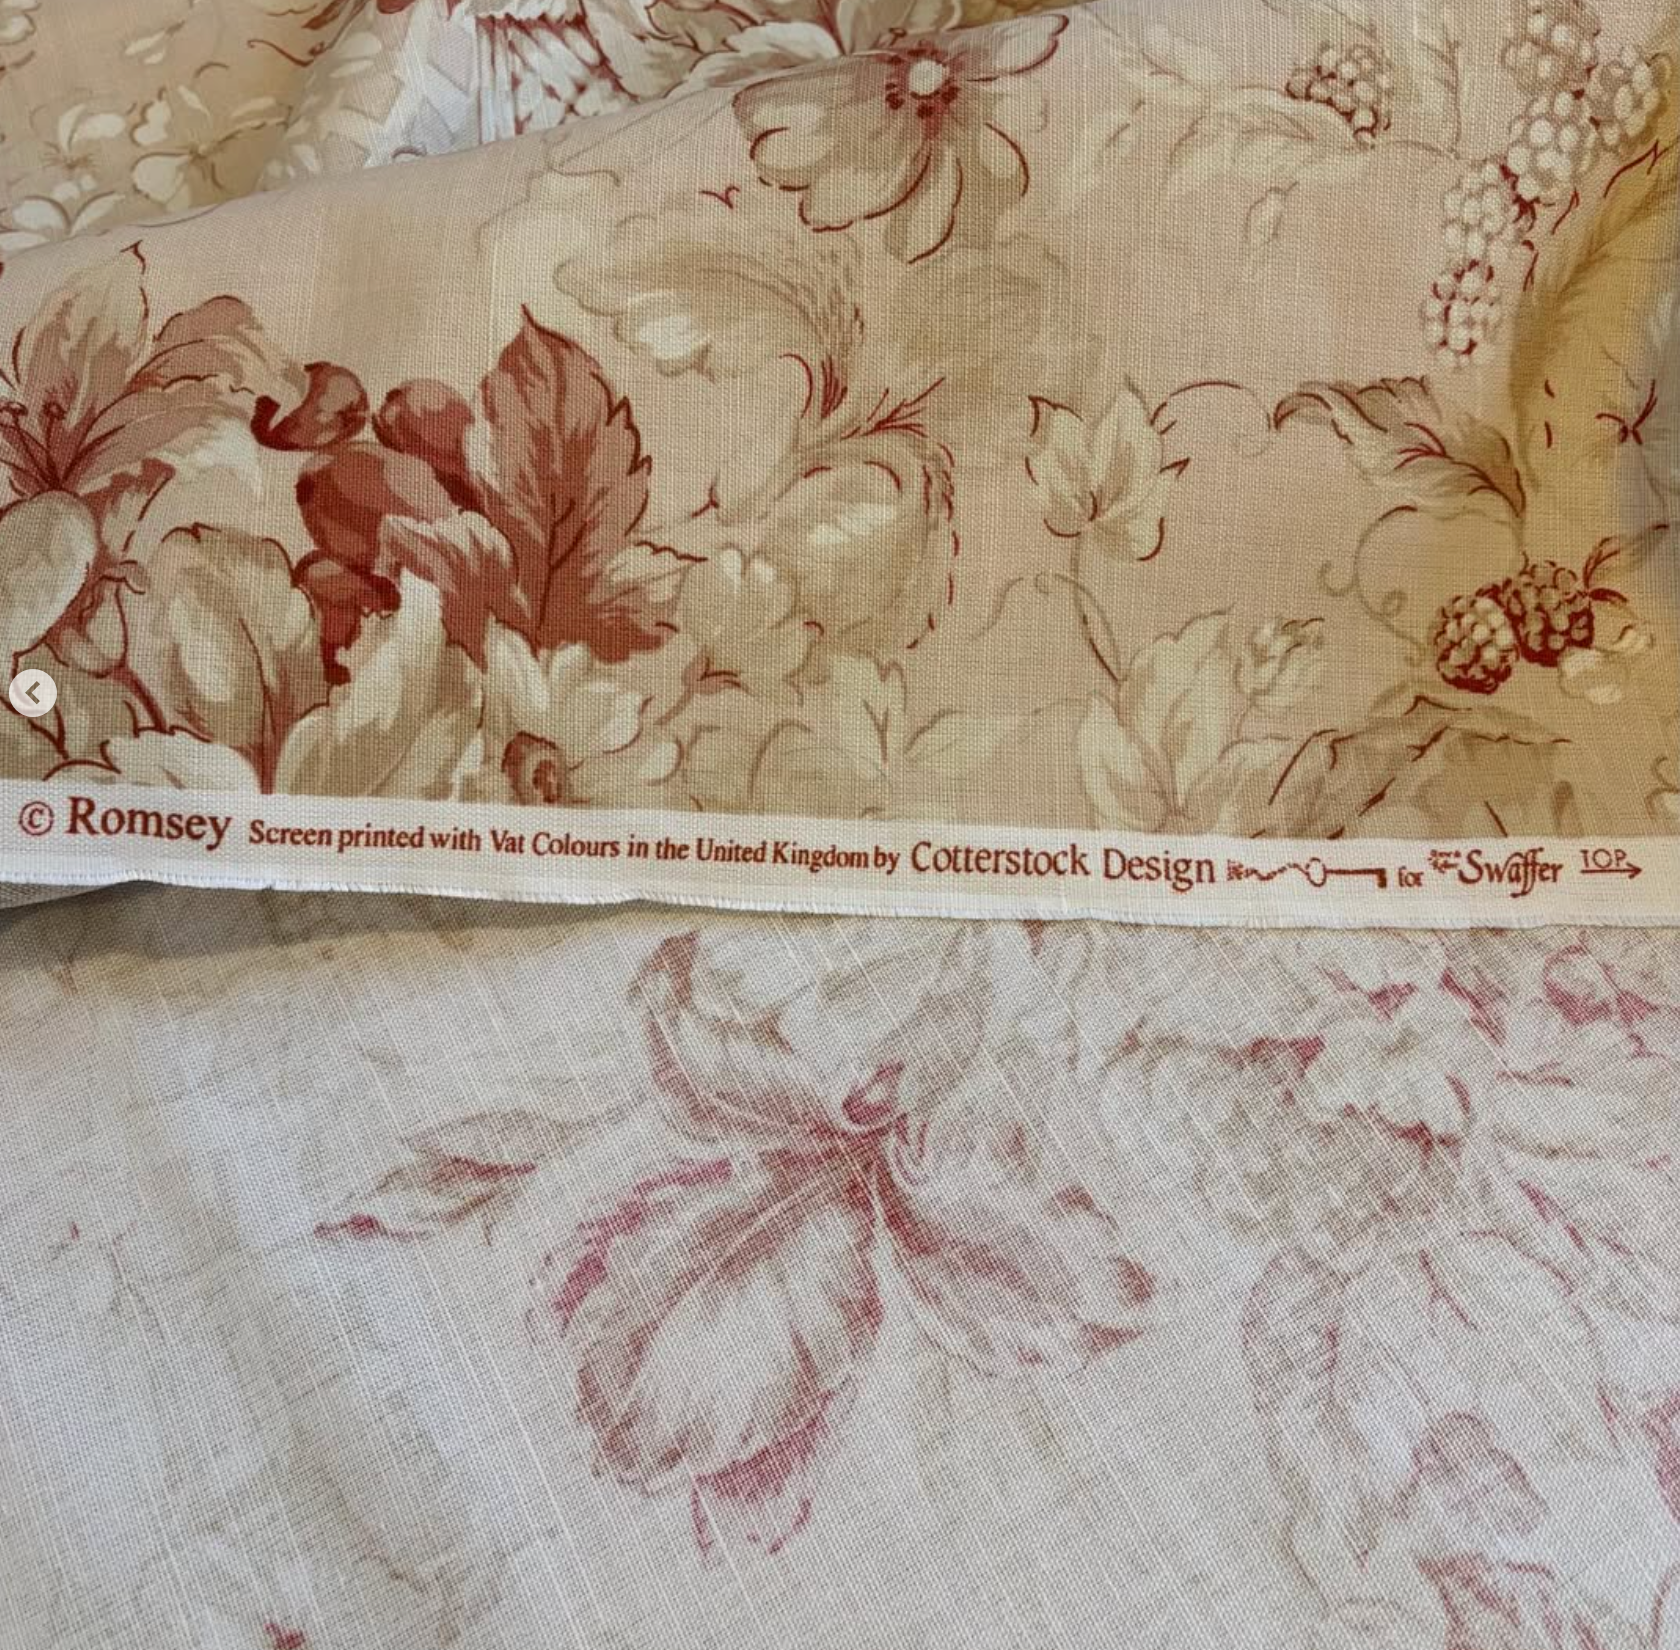 © Romsey Screen printed with Vat Colours in the United Kingdom by Cotterstock Design for Swaffer TOP